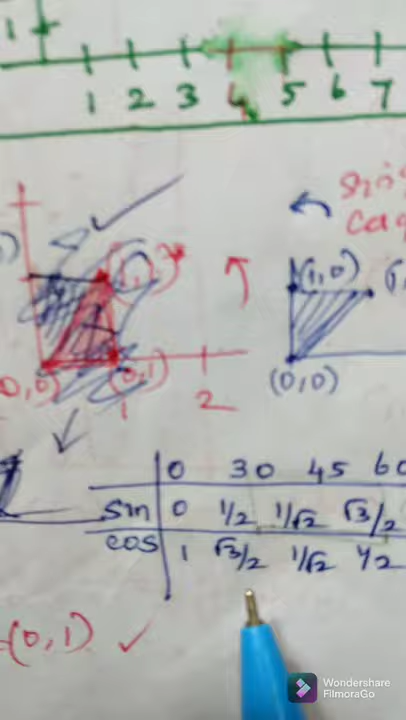 1
1 2 3 4 5 6 7
sin
(1,0)
(0,1)
1 2
(0,0)
0 30 45 60
sin 0 1/2 1/√2 √3/2
cos 1 √3/2 1/√2 1/2
=(0,1) ✓
Wondershare
FilmoraGo